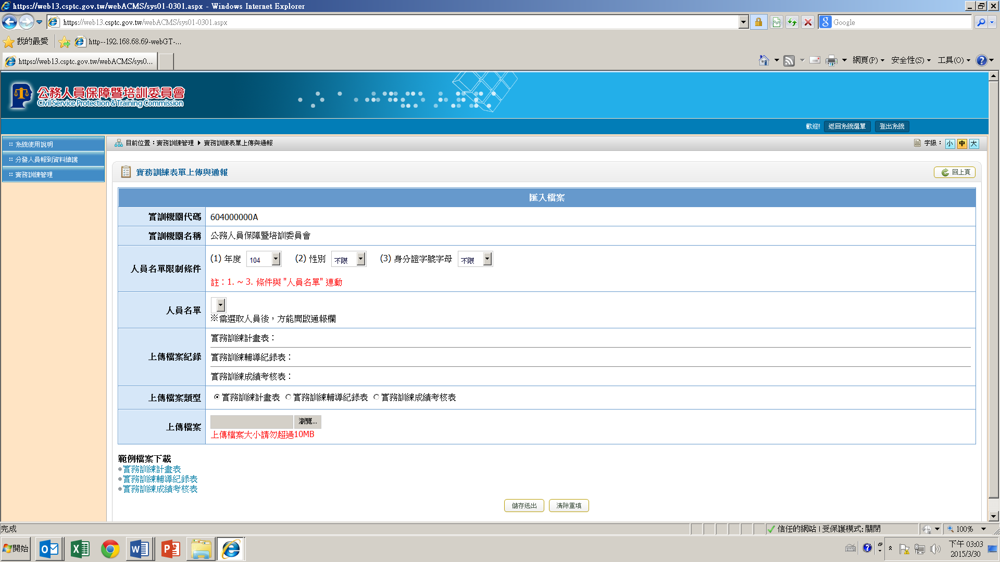 https://web13.csptc.gov.tw/webACMS/sys01-0301.aspx - Windows Internet Explorer
https://web13.csptc.gov.tw/webACMS/sys01-0301.aspx
Google
我的最愛
http--192.168.68.69-webGT-...
https://web13.csptc.gov.tw/webACMS/sys0...
網頁(P)
安全性(S)
工具(O)
公務人員保障暨培訓委員會
Civil Service Protection & Training Commission
歡迎!
返回系統選單
登出系統
系統使用說明
分發人員報到資料維護
實務訓練管理
目前位置：實務訓練管理 ▶ 實務訓練表單上傳與通報
字級：
小
中
大
實務訓練表單上傳與通報
回上頁
匯入檔案
實訓機關代碼
604000000A
實訓機關名稱
公務人員保障暨培訓委員會
人員名單限制條件
(1) 年度 104 (2) 性別 不限 (3) 身分證字號字母 不限
註：1. ~ 3. 條件與 "人員名單" 連動
人員名單
※需選取人員後，方能開啟通報欄
上傳檔案紀錄
實務訓練計畫表：
實務訓練輔導紀錄表：
實務訓練成績考核表：
上傳檔案類型
實務訓練計畫表 實務訓練輔導紀錄表 實務訓練成績考核表
上傳檔案
瀏覽...
上傳檔案大小請勿超過10MB
範例檔案下載
實務訓練計畫表
實務訓練輔導紀錄表
實務訓練成績考核表
儲存送出
清除重填
完成
信任的網站 | 受保護模式: 關閉
100%
開始
下午 03:03
2015/3/30